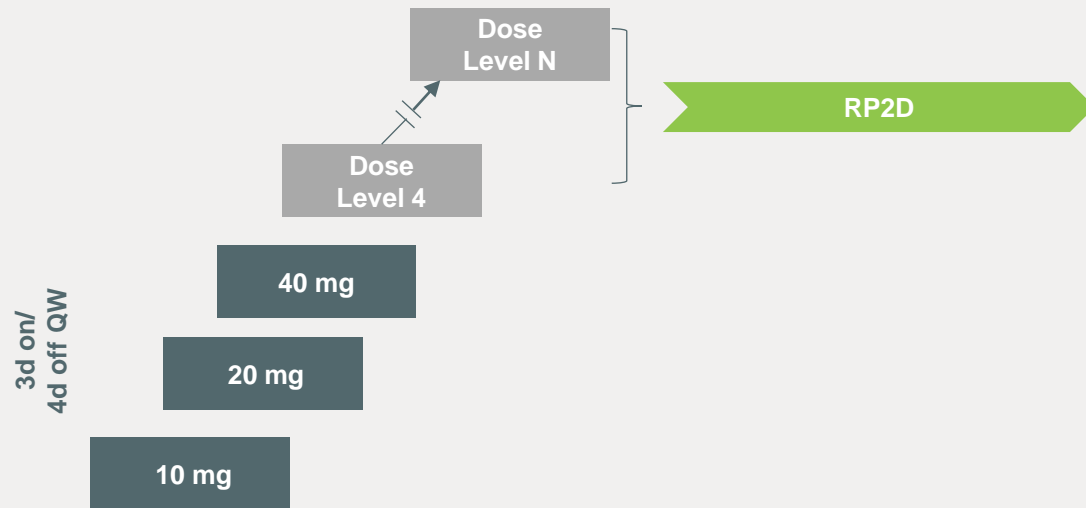 Dose
Level N
RP2D
Dose
Level 4
40 mg
3d on/
4d off QW
20 mg
10 mg